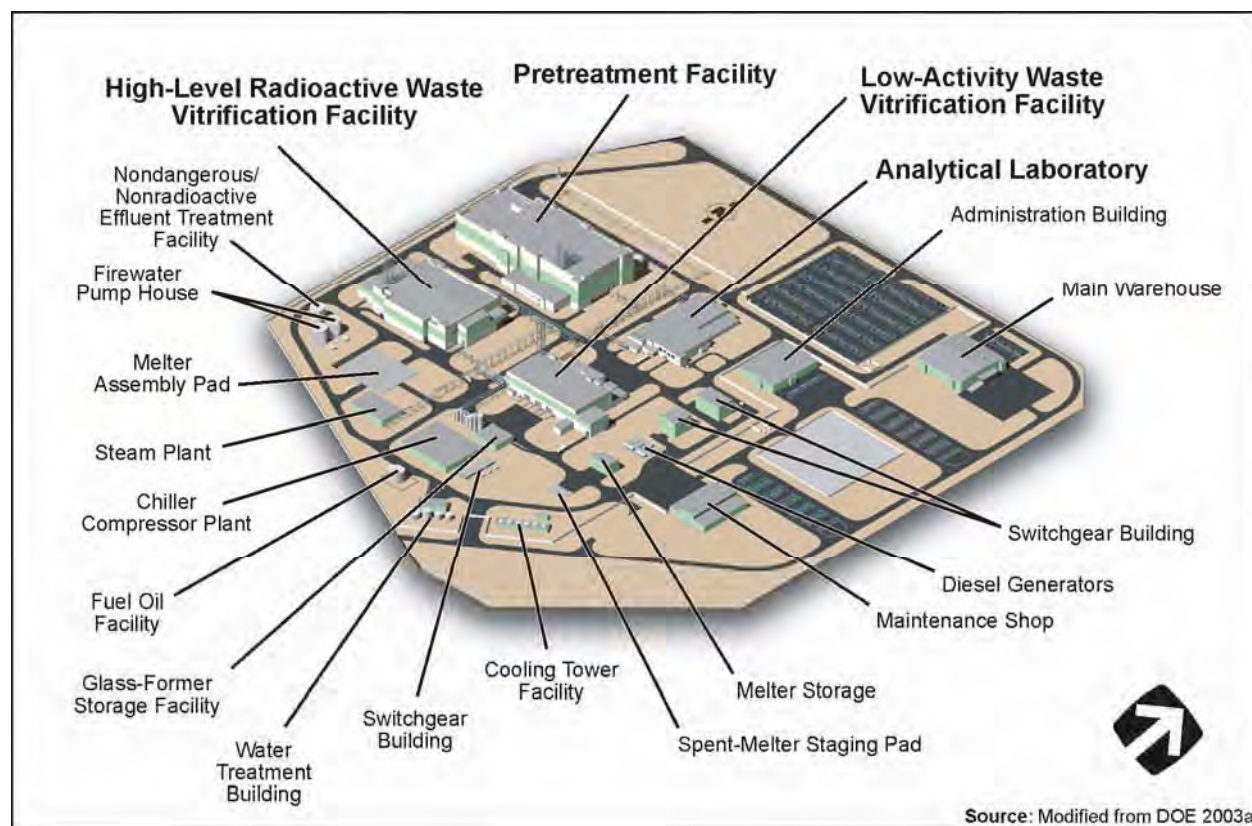 High-Level Radioactive Waste
Vitrification Facility
Pretreatment Facility
Low-Activity Waste
Vitrification Facility
Analytical Laboratory
Administration Building
Main Warehouse
Nondangerous/
Nonradioactive
Effluent Treatment
Facility
Firewater
Pump House
Melter
Assembly Pad
Steam Plant
Chiller
Compressor Plant
Fuel Oil
Facility
Glass-Former
Storage Facility
Water
Treatment
Building
Switchgear
Building
Cooling Tower
Facility
Spent-Melter Staging Pad
Melter Storage
Maintenance Shop
Diesel Generators
Switchgear Building
Source: Modified from DOE 2003a